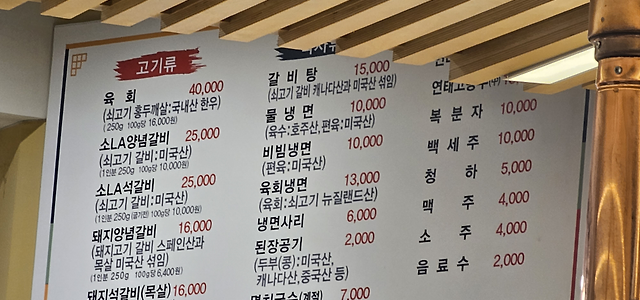 고기류
육 회 40,000
(쇠고기 홍두깨살:국내산 한우)
(250g 100g당 16,000원)
소LA양념갈비 25,000
(쇠고기 갈비:미국산)
(1인분 250g 100g당 10,000원)
소LA석갈비 25,000
(쇠고기 갈비:미국산)
(1인분 250g(굽기전) 100g당 10,000원)
돼지양념갈비 16,000
(돼지고기 갈비 스페인산과
목살 미국산 섞임)
(1인분 250g 100g당 6,400원)
돼지석갈비(목살) 16,000
갈 비 탕 15,000
(쇠고기 갈비 캐나다산과 미국산 섞임)
물 냉 면 10,000
(육수:호주산, 편육:미국산)
비빔냉면 10,000
(편육:미국산)
육회냉면 13,000
(육회:쇠고기 뉴질랜드산)
냉면사리 6,000
된장공기 2,000
(두부(콩):미국산,
캐나다산, 중국산 등)
멸치국수(계절) 7,000
복 분 자 10,000
백 세 주 10,000
청 하 5,000
맥 주 4,000
소 주 4,000
음 료 수 2,000